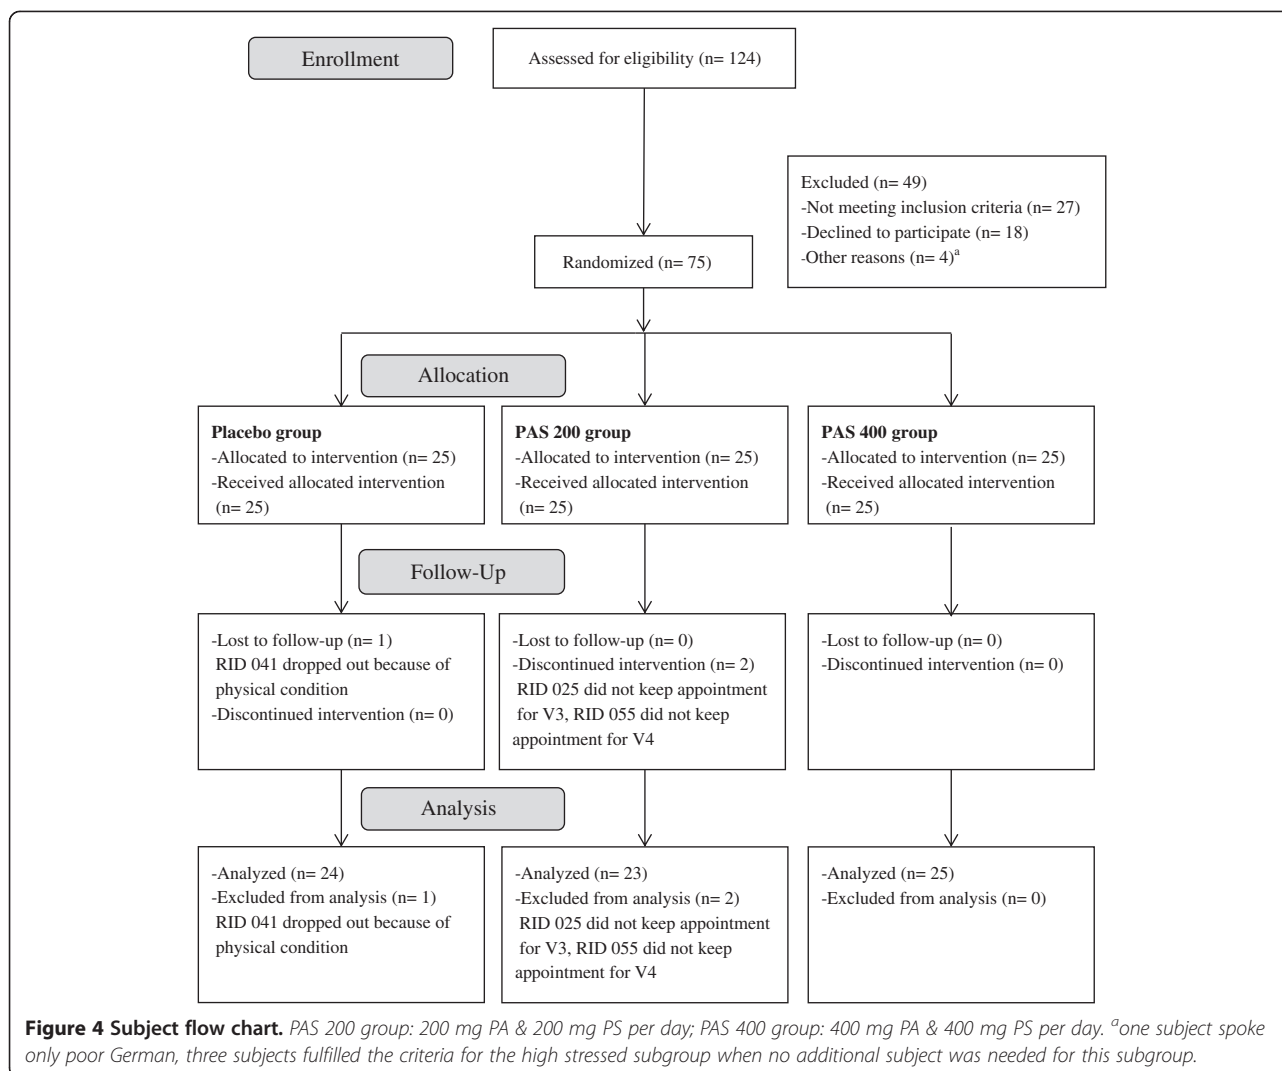 Enrollment
Assessed for eligibility (n= 124)
Excluded (n= 49)
-Not meeting inclusion criteria (n= 27)
-Declined to participate (n= 18)
-Other reasons (n= 4)a
Randomized (n= 75)
Allocation
Placebo group
-Allocated to intervention (n= 25)
-Received allocated intervention
(n= 25)
PAS 200 group
-Allocated to intervention (n= 25)
-Received allocated intervention
(n= 25)
PAS 400 group
-Allocated to intervention (n= 25)
-Received allocated intervention
(n= 25)
Follow-Up
-Lost to follow-up (n= 1)
RID 041 dropped out because of
physical condition
-Discontinued intervention (n= 0)
-Lost to follow-up (n= 0)
-Discontinued intervention (n= 2)
RID 025 did not keep appointment
for V3, RID 055 did not keep
appointment for V4
-Lost to follow-up (n= 0)
-Discontinued intervention (n= 0)
Analysis
-Analyzed (n= 24)
-Excluded from analysis (n= 1)
RID 041 dropped out because of
physical condition
-Analyzed (n= 23)
-Excluded from analysis (n= 2)
RID 025 did not keep appointment
for V3, RID 055 did not keep
appointment for V4
-Analyzed (n= 25)
-Excluded from analysis (n= 0)
Figure 4 Subject flow chart. PAS 200 group: 200 mg PA & 200 mg PS per day; PAS 400 group: 400 mg PA & 400 mg PS per day. aone subject spoke
only poor German, three subjects fulfilled the criteria for the high stressed subgroup when no additional subject was needed for this subgroup.